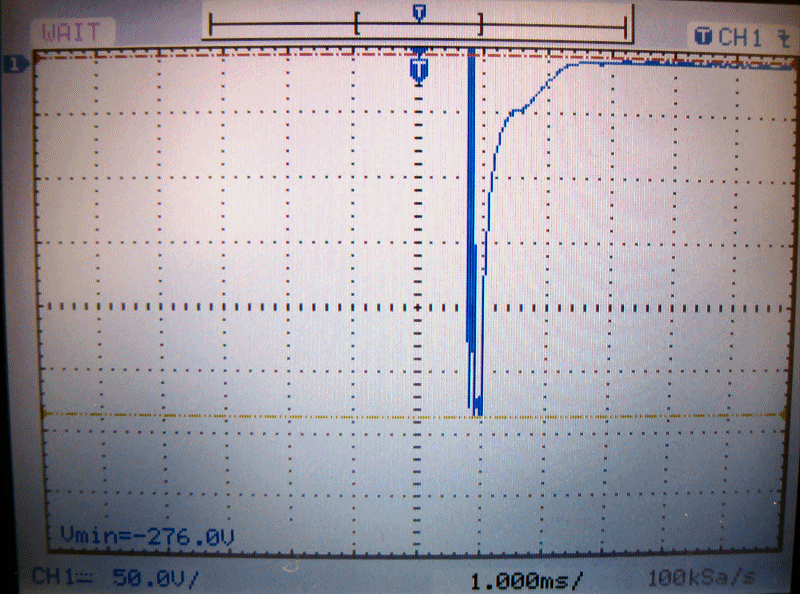 WAIT
T
T CH1
1
T
Vmin=-276.0V
CH1 50.0V/ 1.000ms/ 100kSa/s